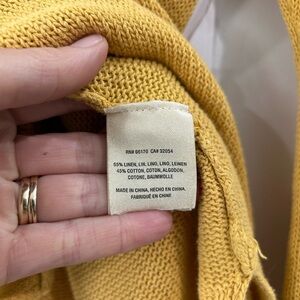 RN# 66170 CA# 32054
55% LINEN, LIN, LINO, LINO, LEINEN
45% COTTON, COTON, ALGODON,
COTONE, BAUMWOLLE
MADE IN CHINA, HECHO EN CHINA,
FABRIQUÉ EN CHINE